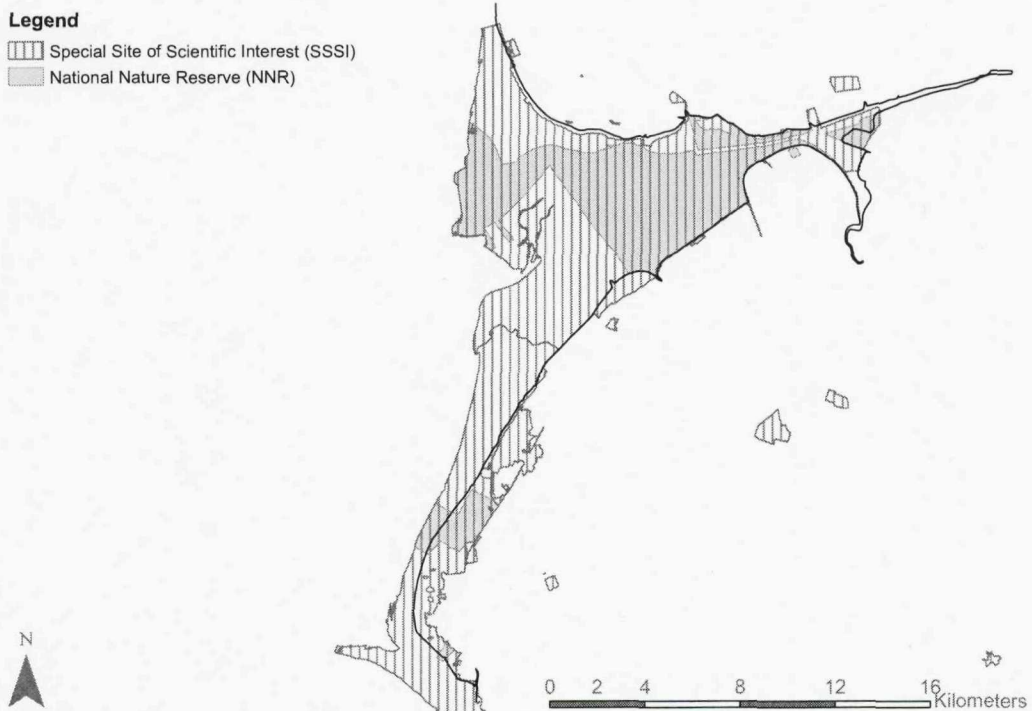 Legend
Special Site of Scientific Interest (SSSI)
National Nature Reserve (NNR)
N
0 2 4 8 12 16
Kilometers